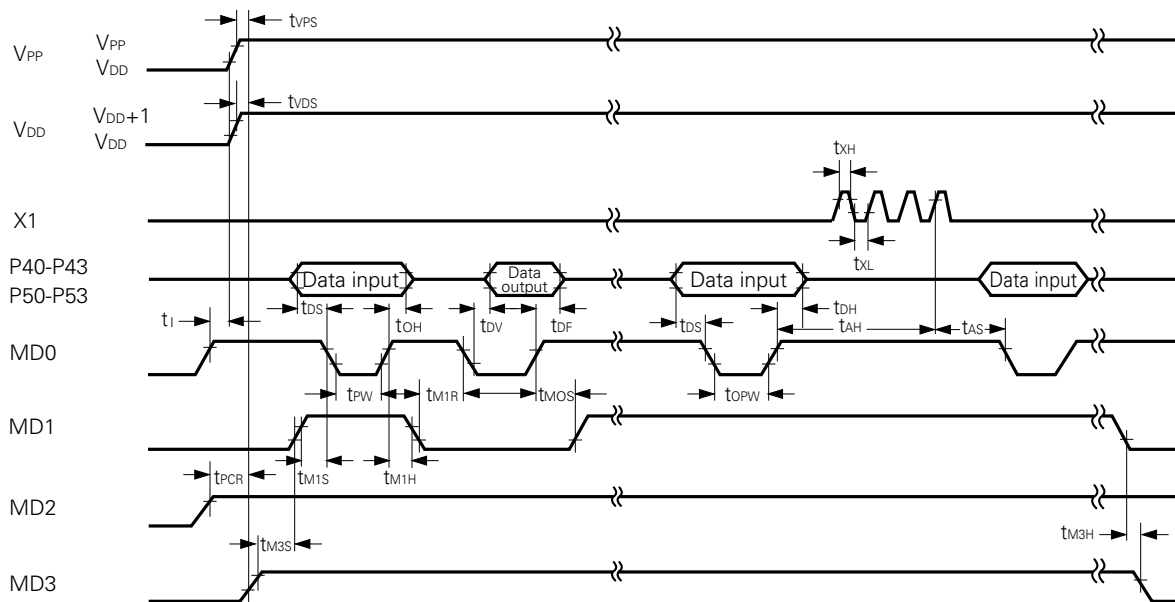 tVPS
VPP
VPP
VDD
tVDS
VDD
VDD+1
VDD
tXH
X1
tXL
P40-P43
P50-P53
Data input
Data output
Data input
Data input
tI
tDS
tOH
tDV
tDF
tDS
tDH
tAH
tAS
MD0
tPW
tM1R
tMOS
tOPW
MD1
tPCR
tM1S
tM1H
MD2
tM3S
tM3H
MD3